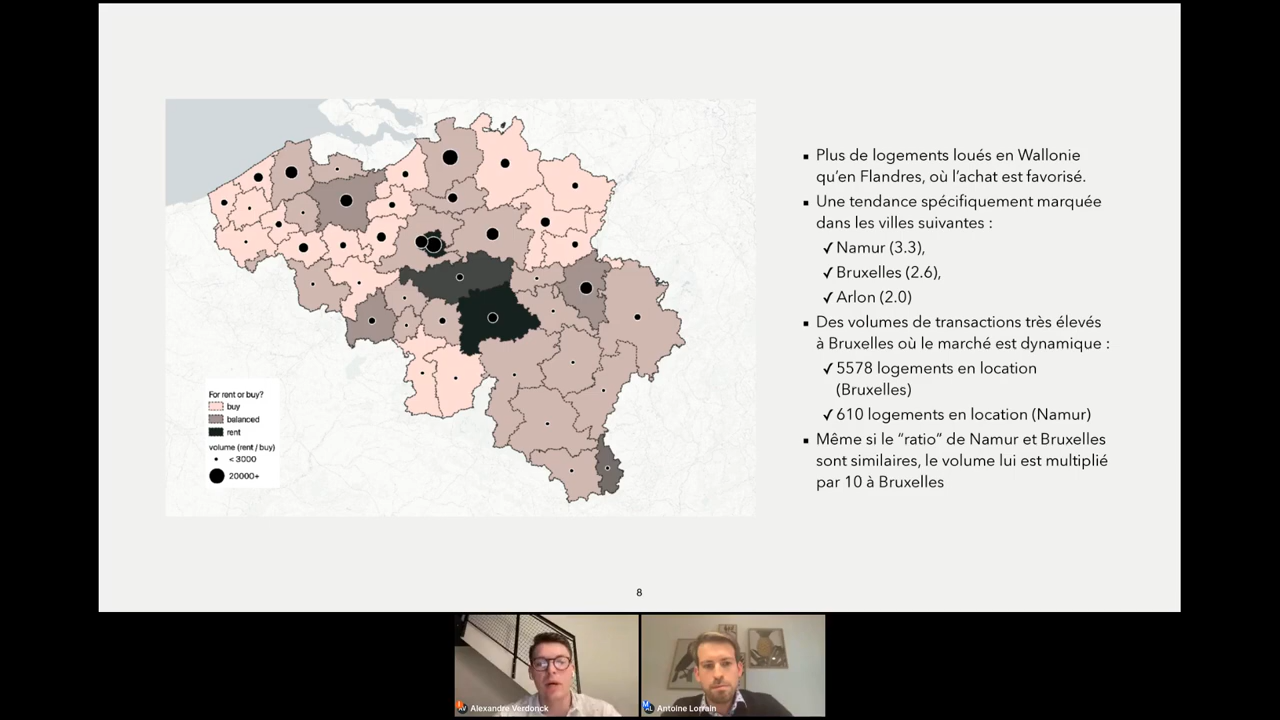 Plus de logements loués en Wallonie
qu'en Flandres, où l'achat est favorisé.
Une tendance spécifiquement marquée
dans les villes suivantes :
✓ Namur (3.3),
✓ Bruxelles (2.6),
✓ Arlon (2.0)
Des volumes de transactions très élevés
à Bruxelles où le marché est dynamique :
✓ 5578 logements en location
(Bruxelles)
✓ 610 logements en location (Namur)
Même si le “ratio” de Namur et Bruxelles
sont similaires, le volume lui est multiplié
par 10 à Bruxelles
For rent or buy?
buy
balanced
rent
volume (rent / buy)
< 3000
20000+
8
AV Alexandre Verdonck
AL Antoine Lorrain